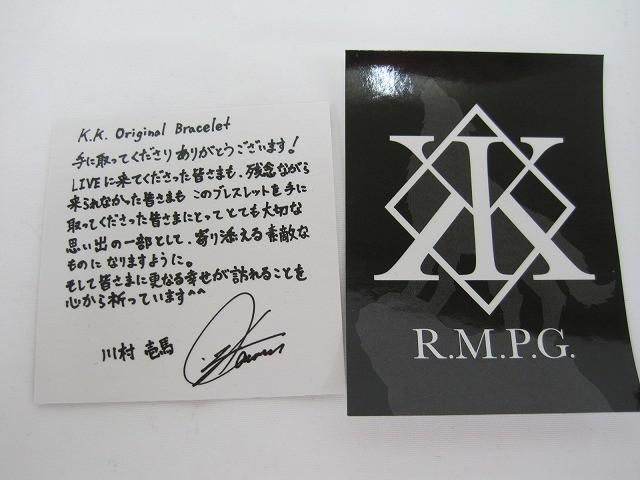 K.K. Original Bracelet
手に取ってくださりありがとうございます!
LIVEに来てくださった皆さまも、残念ながら
来られなかった皆さまも このブレスレットを手に
取ってくださった皆さまにとって とても大切な
思い出の一部として、寄り添える素敵な
ものになりますように。
そして皆さまに更なる幸せが訪れることを
心から祈っています^^
川村 壱馬
KK
R.M.P.G.